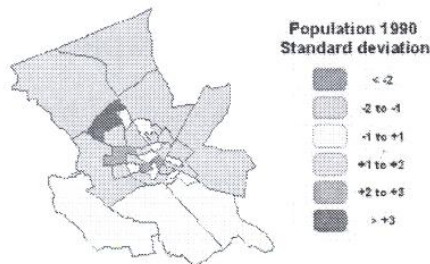 Population 1990
Standard deviation
< -2
-2 to -1
-1 to +1
+1 to +2
+2 to +3
> +3